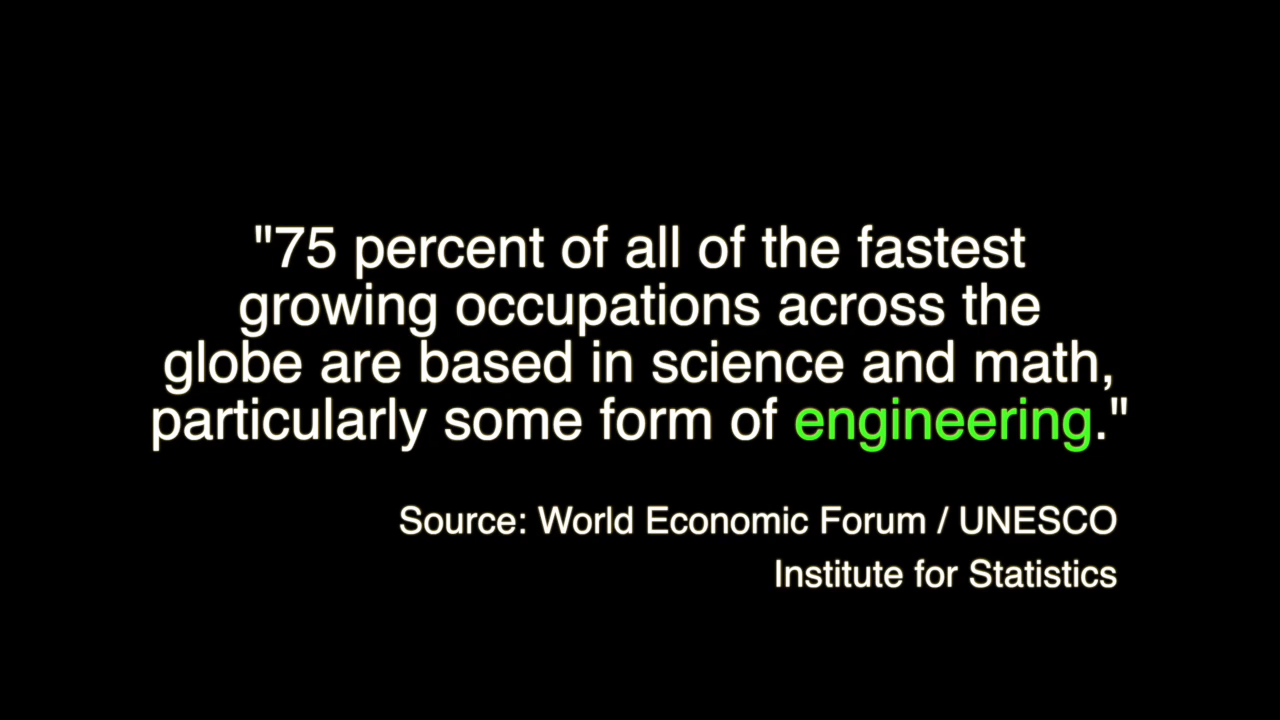 "75 percent of all of the fastest
growing occupations across the
globe are based in science and math,
particularly some form of engineering."
Source: World Economic Forum / UNESCO
Institute for Statistics